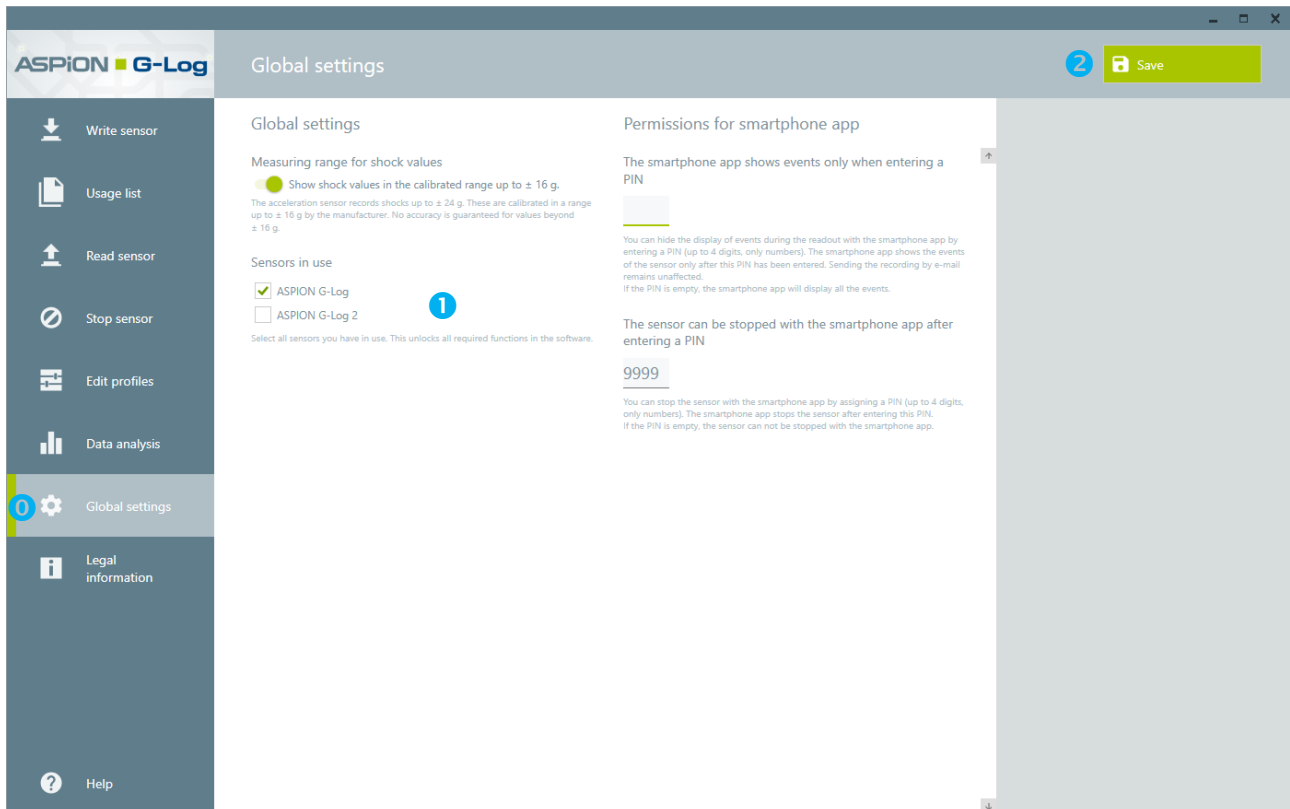 ASPION G-Log
Global settings
2
Save
Write sensor
Usage list
Read sensor
Stop sensor
Edit profiles
Data analysis
0
Global settings
Legal
information
Help
Global settings
Measuring range for shock values
Show shock values in the calibrated range up to ± 16 g.
The acceleration sensor records shocks up to ± 24 g. These are calibrated in a range
up to ± 16 g by the manufacturer. No accuracy is guaranteed for values beyond
± 16 g.
Sensors in use
ASPION G-Log
1
ASPION G-Log 2
Select all sensors you have in use. This unlocks all required functions in the software.
Permissions for smartphone app
The smartphone app shows events only when entering a
PIN
You can hide the display of events during the readout with the smartphone app by
entering a PIN (up to 4 digits, only numbers). The smartphone app shows the events
of the sensor only after this PIN has been entered. Sending the recording by e-mail
remains unaffected.
If the PIN is empty, the smartphone app will display all the events.
The sensor can be stopped with the smartphone app after
entering a PIN
9999
You can stop the sensor with the smartphone app by assigning a PIN (up to 4 digits,
only numbers). The smartphone app stops the sensor after entering this PIN.
If the PIN is empty, the sensor can not be stopped with the smartphone app.